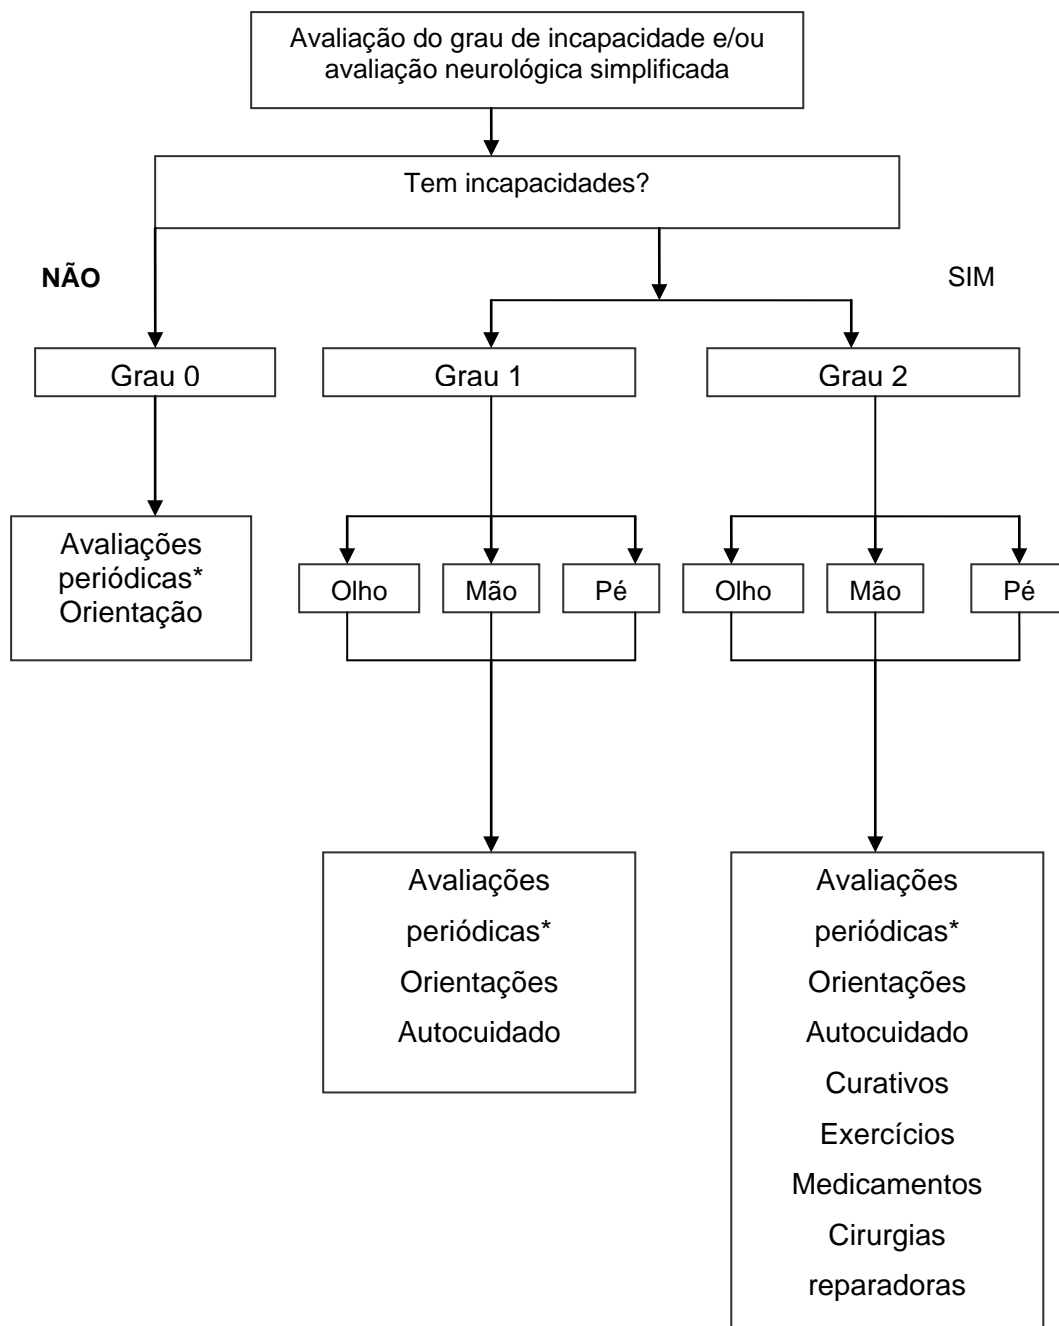 Avaliação do grau de incapacidade e/ou
avaliação neurológica simplificada
Tem incapacidades?
NÃO
SIM
Grau 0
Grau 1
Grau 2
Avaliações
periódicas*
Orientação
Olho
Mão
Pé
Olho
Mão
Pé
Avaliações
periódicas*
Orientações
Autocuidado
Avaliações
periódicas*
Orientações
Autocuidado
Curativos
Exercícios
Medicamentos
Cirurgias
reparadoras